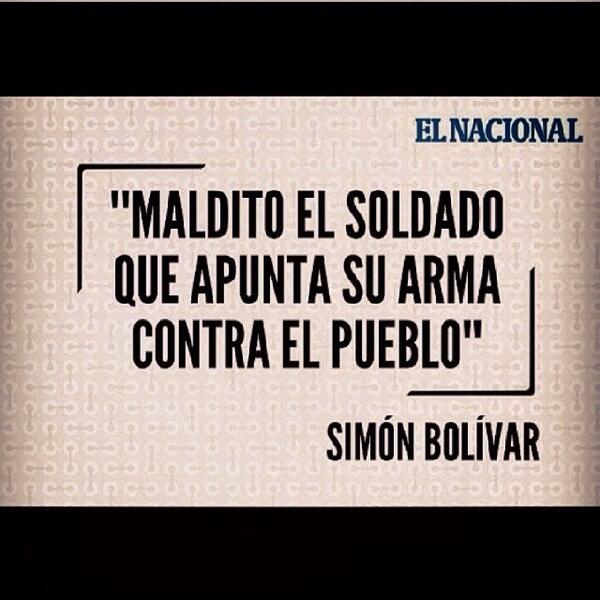 EL NACIONAL
"MALDITO EL SOLDADO
QUE APUNTA SU ARMA
CONTRA EL PUEBLO"
SIMÓN BOLÍVAR